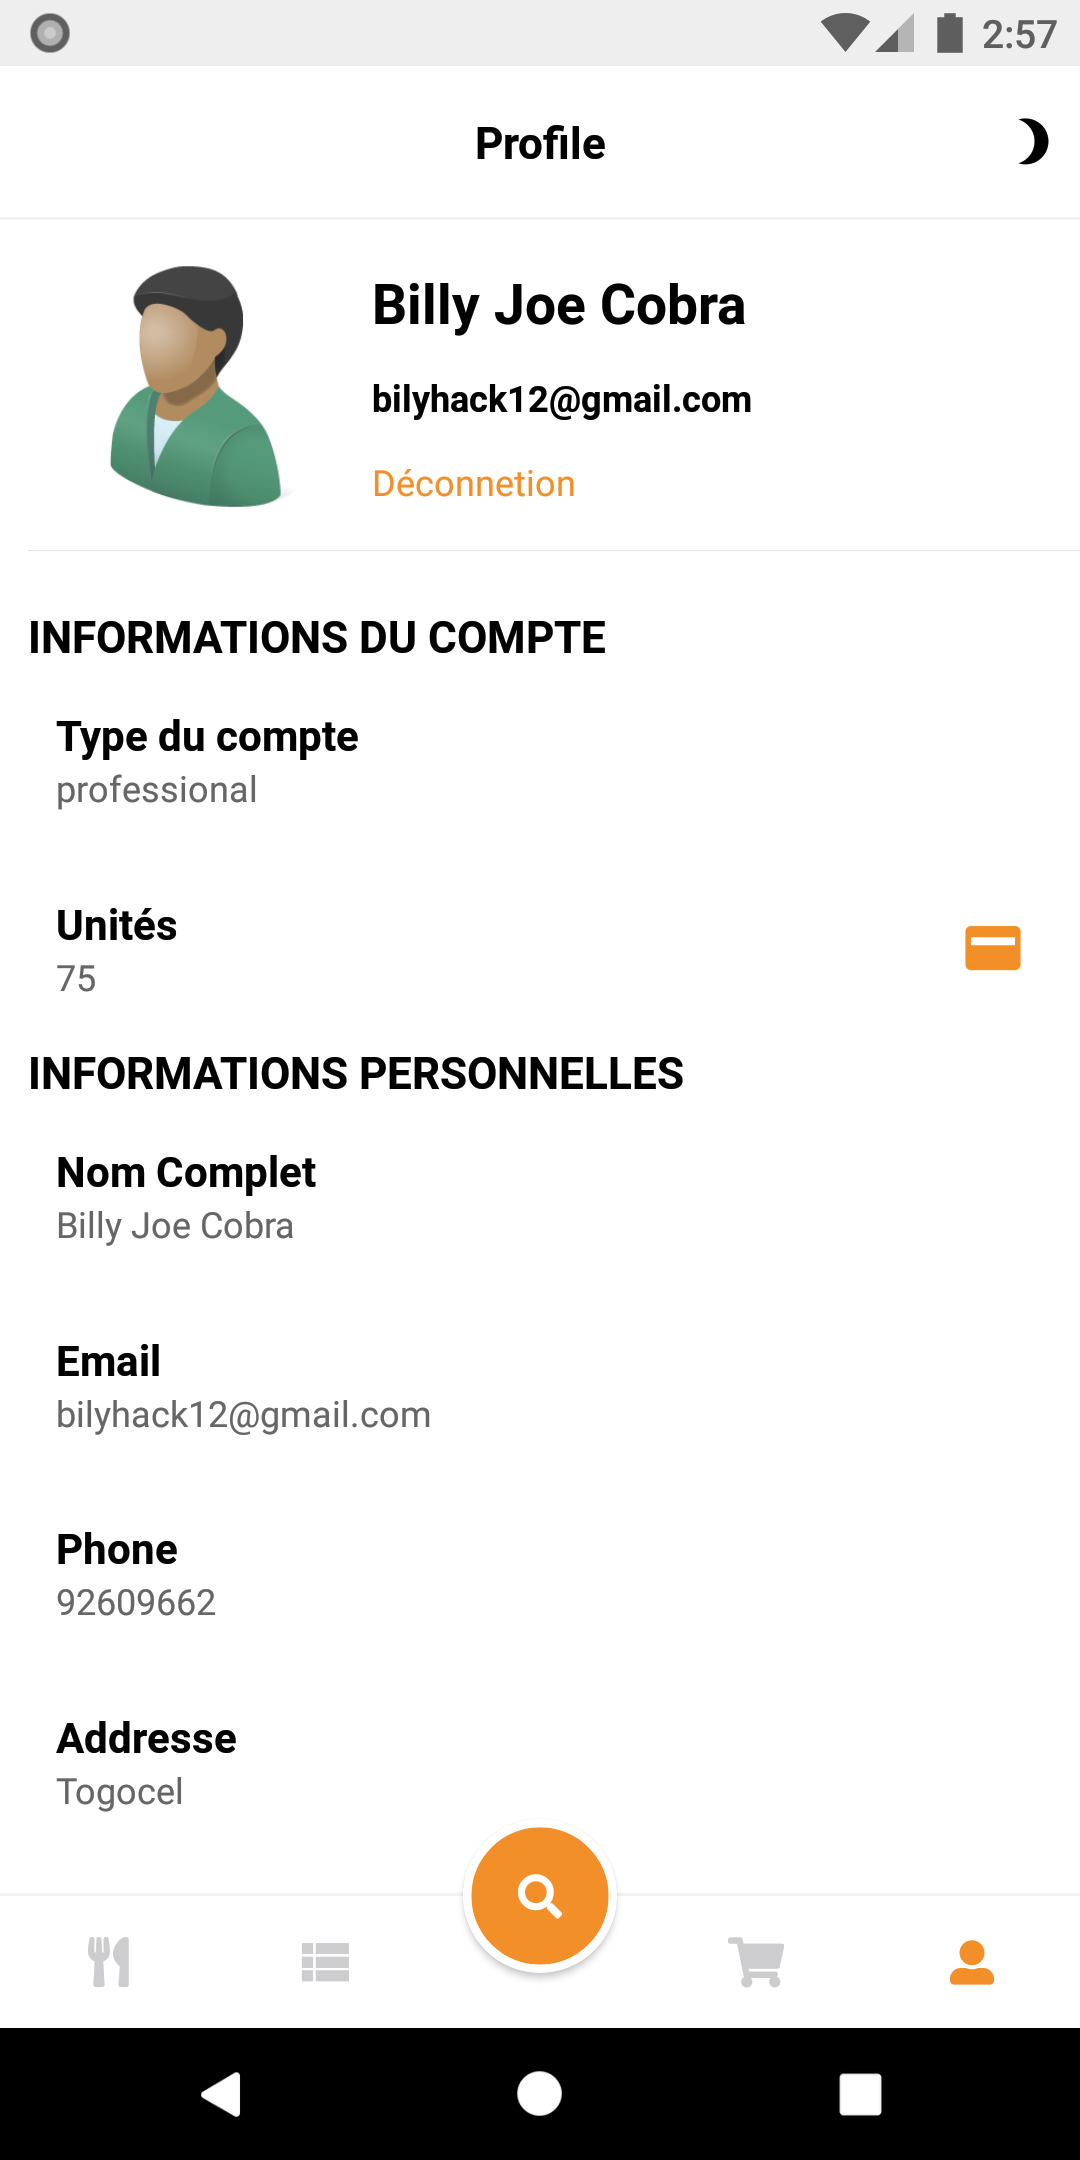 2:57
Profile
Billy Joe Cobra
bilyhack12@gmail.com
Déconnetion
INFORMATIONS DU COMPTE
Type du compte
professional
Unités
75
INFORMATIONS PERSONNELLES
Nom Complet
Billy Joe Cobra
Email
bilyhack12@gmail.com
Phone
92609662
Addresse
Togocel